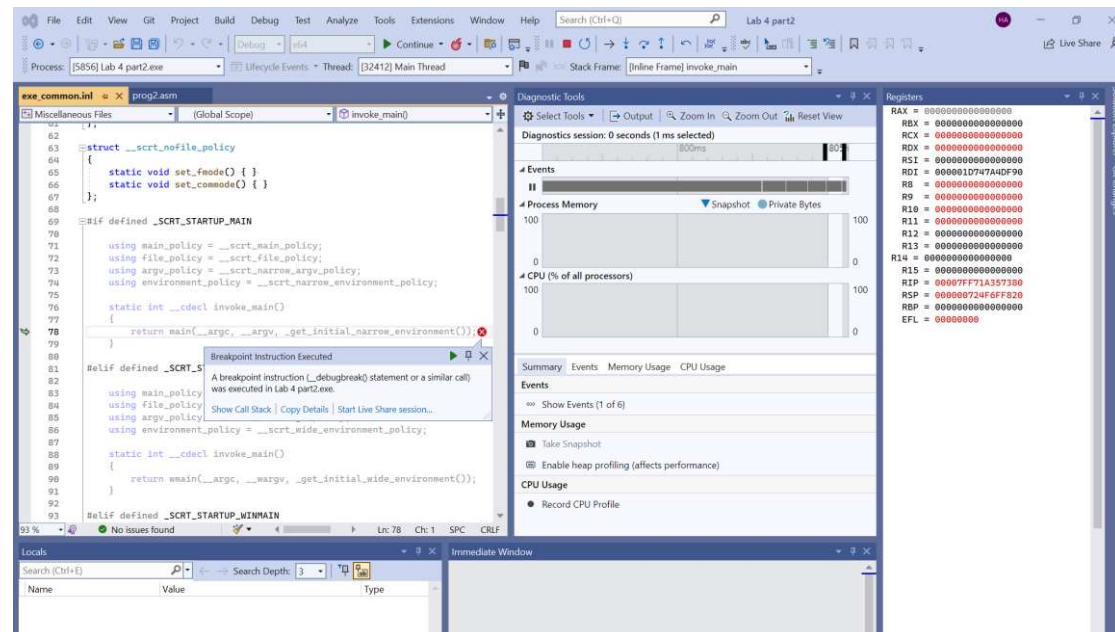 File Edit View Git Project Build Debug Test Analyze Tools Extensions Window Help Search (Ctrl+Q) Lab 4 part2 HA
Debug x64 Continue Live Share
Process: [5856] Lab 4 part2.exe Lifecycle Events Thread: [32412] Main Thread Stack Frame: [Inline Frame] invoke_main
exe_common.inl prog2.asm
Miscellaneous Files (Global Scope) invoke_main()
62
63 struct __scrt_nofile_policy
64 {
65 static void set_fmode() { }
66 static void set_commode() { }
67 };
68
69 #if defined _SCRT_STARTUP_MAIN
70
71 using main_policy = __scrt_main_policy;
72 using file_policy = __scrt_file_policy;
73 using argv_policy = __scrt_narrow_argv_policy;
74 using environment_policy = __scrt_narrow_environment_policy;
75
76 static int __cdecl invoke_main()
77 {
78 return main(__argc, __argv, _get_initial_narrow_environment());
79 }
80
81 #elif defined _SCRT_S
82
83 using main_policy
84 using file_policy
85 using argv_policy
86 using environment_policy = __scrt_wide_environment_policy;
87
88 static int __cdecl invoke_main()
89 {
90 return wmain(__argc, __wargv, _get_initial_wide_environment());
91 }
92
93 #elif defined _SCRT_STARTUP_WINMAIN
Breakpoint Instruction Executed
A breakpoint instruction (__debugbreak() statement or a similar call)
was executed in Lab 4 part2.exe.
Show Call Stack | Copy Details | Start Live Share session...
93 % No issues found Ln: 78 Ch: 1 SPC CRLF
Diagnostic Tools
Select Tools Output Zoom In Zoom Out Reset View
Diagnostics session: 0 seconds (1 ms selected)
800ms 805
Events
Process Memory Snapshot Private Bytes
100 100
0 0
CPU (% of all processors)
100 100
0 0
Summary Events Memory Usage CPU Usage
Events
Show Events (1 of 6)
Memory Usage
Take Snapshot
Enable heap profiling (affects performance)
CPU Usage
Record CPU Profile
Registers
RAX = 0000000000000000
RBX = 0000000000000000
RCX = 0000000000000000
RDX = 0000000000000000
RSI = 0000000000000000
RDI = 000001D747A4DF90
R8 = 0000000000000000
R9 = 0000000000000000
R10 = 0000000000000000
R11 = 0000000000000000
R12 = 0000000000000000
R13 = 0000000000000000
R14 = 0000000000000000
R15 = 0000000000000000
RIP = 00007FF71A357380
RSP = 000000724F6FF820
RBP = 0000000000000000
EFL = 00000000
Locals
Search (Ctrl+E) Search Depth: 3
Name Value Type
Immediate Window